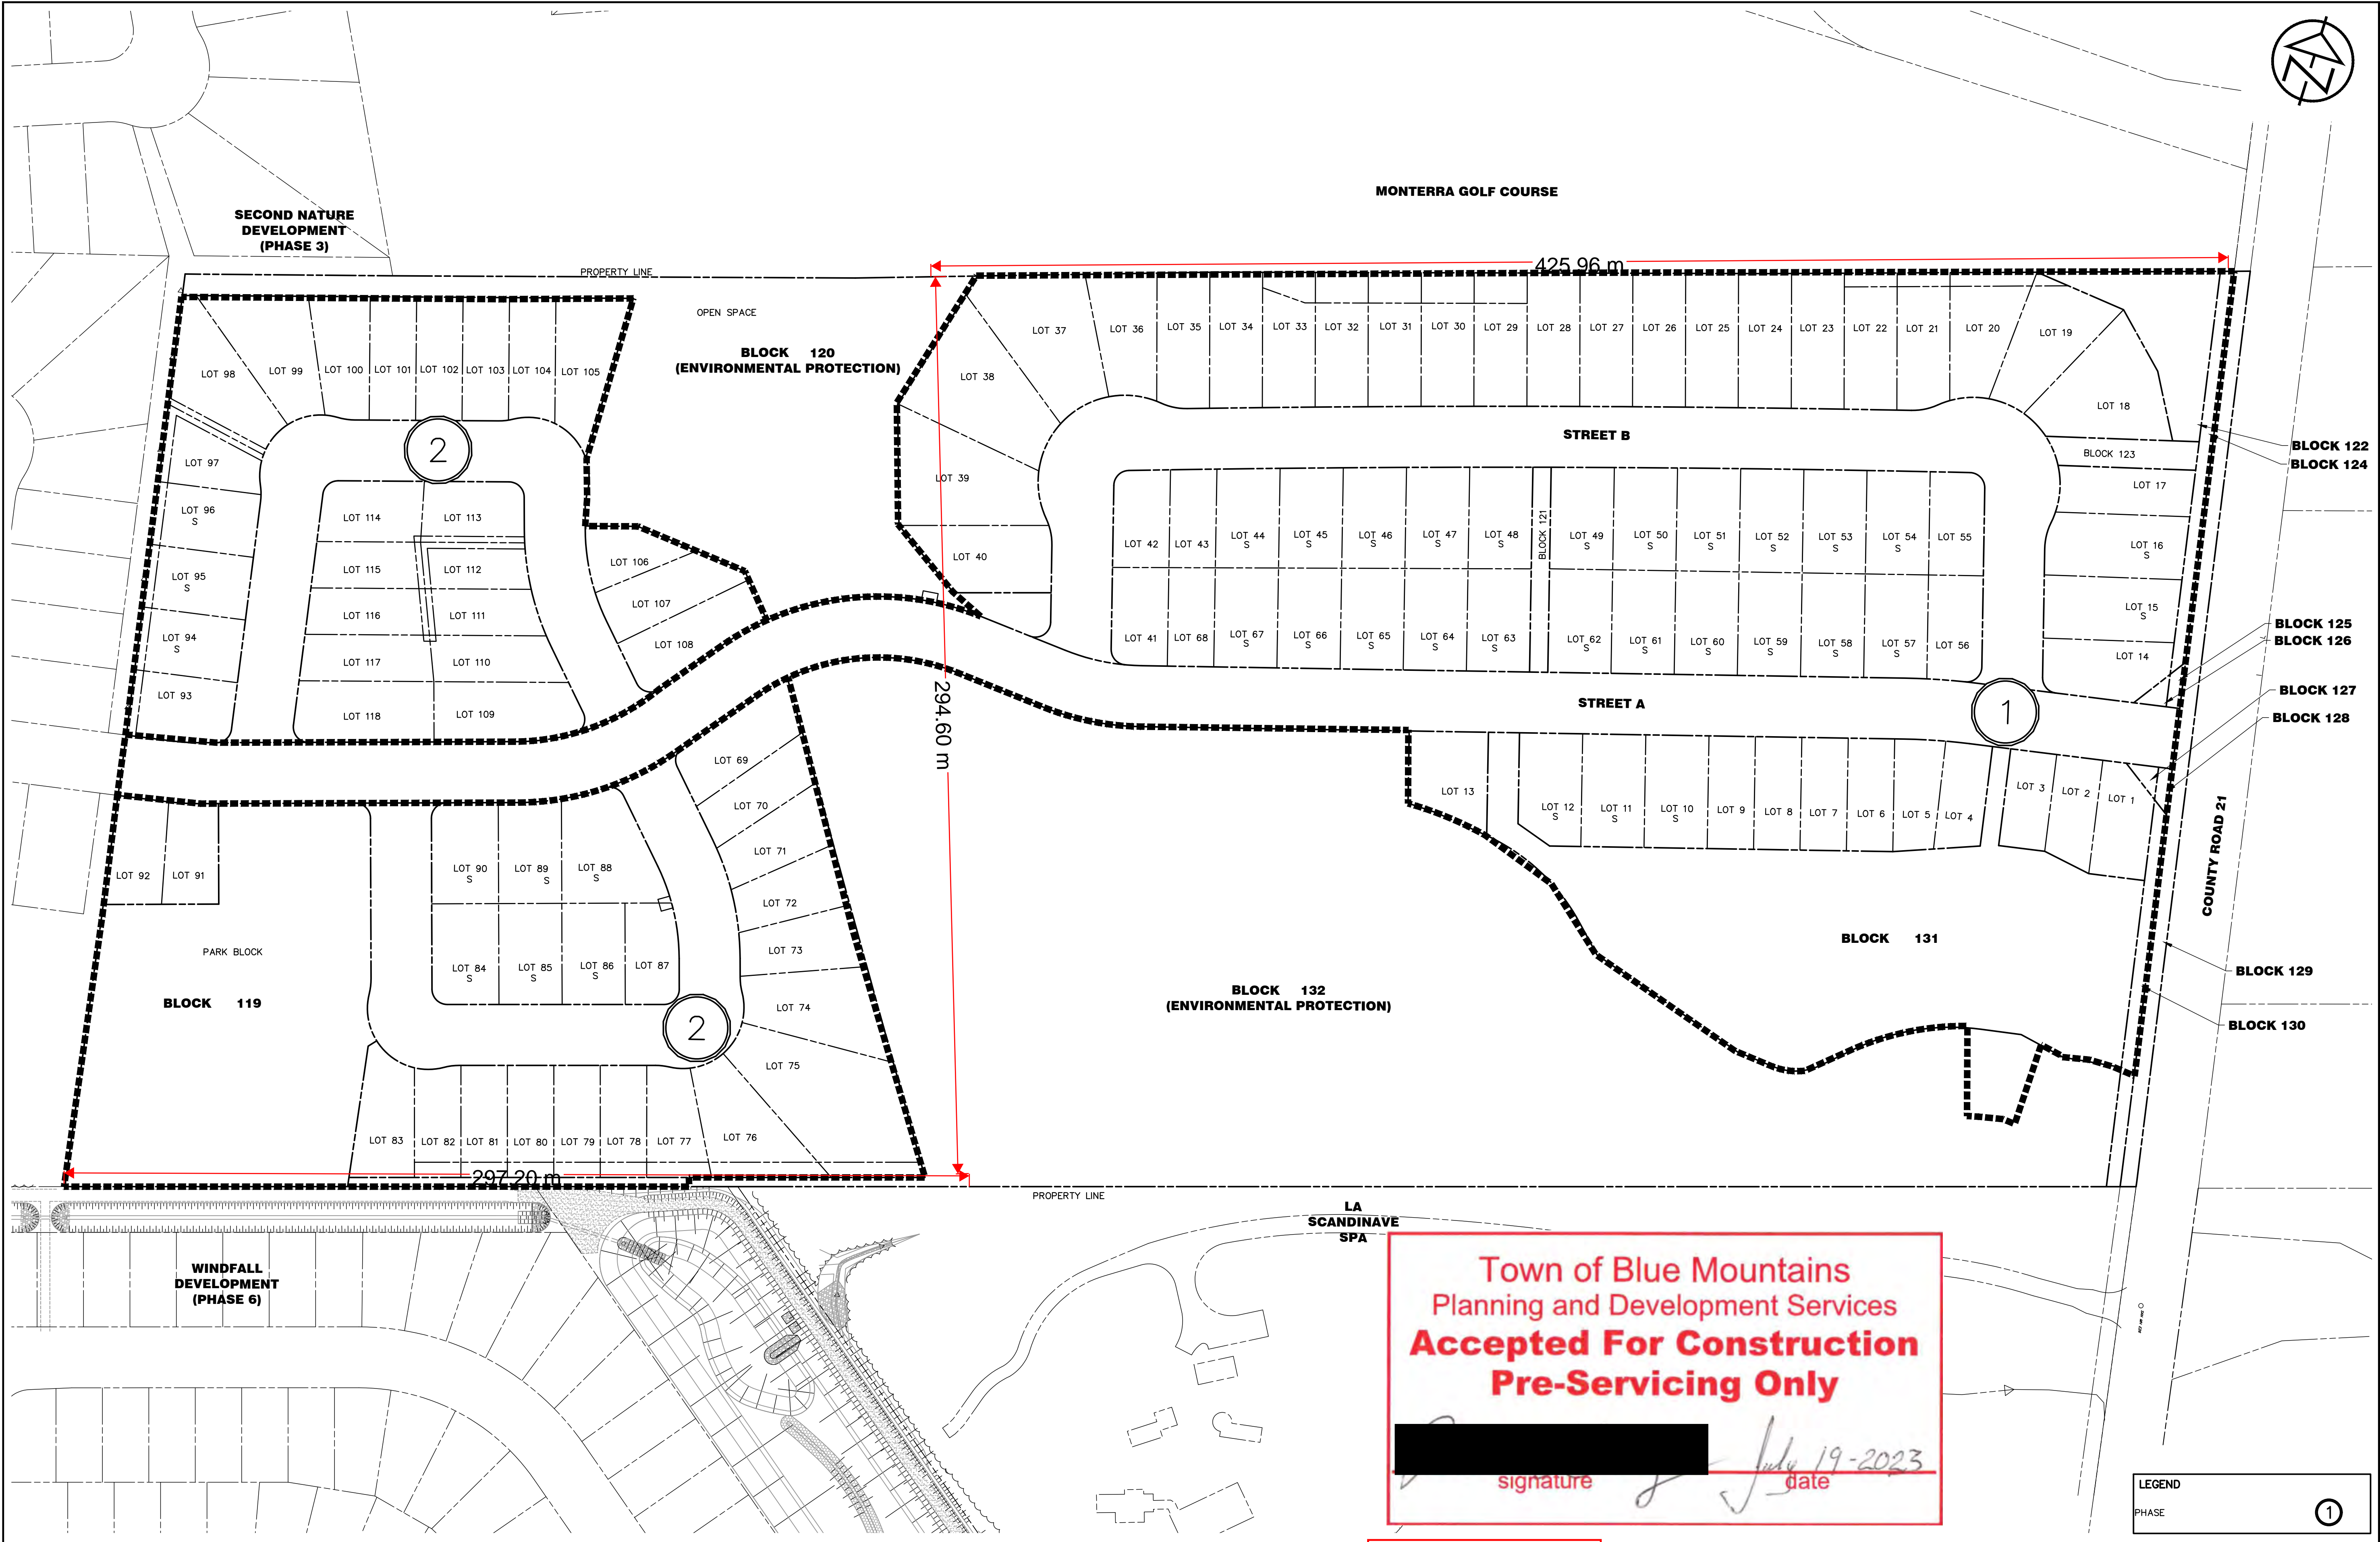 MONTERRA GOLF COURSE
SECOND NATURE
DEVELOPMENT
(PHASE 3)
PROPERTY LINE
425.96 m
OPEN SPACE
BLOCK 120
(ENVIRONMENTAL PROTECTION)
LOT 98
LOT 99
LOT 100
LOT 101
LOT 102
LOT 103
LOT 104
LOT 105
2
LOT 97
LOT 96
S
LOT 95
S
LOT 94
S
LOT 93
LOT 114
LOT 113
LOT 115
LOT 112
LOT 116
LOT 111
LOT 117
LOT 110
LOT 118
LOT 109
LOT 106
LOT 107
LOT 108
LOT 37
LOT 36
LOT 35
LOT 34
LOT 33
LOT 32
LOT 31
LOT 30
LOT 29
LOT 28
LOT 27
LOT 26
LOT 25
LOT 24
LOT 23
LOT 22
LOT 21
LOT 20
LOT 19
LOT 38
LOT 18
LOT 39
LOT 40
STREET B
BLOCK 123
BLOCK 122
BLOCK 124
LOT 17
LOT 16
S
LOT 15
S
LOT 14
LOT 42
LOT 43
LOT 44
S
LOT 45
S
LOT 46
S
LOT 47
S
LOT 48
S
BLOCK 121
LOT 49
S
LOT 50
S
LOT 51
S
LOT 52
S
LOT 53
S
LOT 54
S
LOT 55
LOT 41
LOT 68
LOT 67
S
LOT 66
S
LOT 65
S
LOT 64
S
LOT 63
S
LOT 62
S
LOT 61
S
LOT 60
S
LOT 59
S
LOT 58
S
LOT 57
S
LOT 56
BLOCK 125
BLOCK 126
BLOCK 127
BLOCK 128
STREET A
1
294.60 m
LOT 13
LOT 12
S
LOT 11
S
LOT 10
S
LOT 9
LOT 8
LOT 7
LOT 6
LOT 5
LOT 4
LOT 3
LOT 2
LOT 1
COUNTY ROAD 21
LOT 69
LOT 70
LOT 71
LOT 72
LOT 73
LOT 74
LOT 75
LOT 76
LOT 92
LOT 91
LOT 90
S
LOT 89
S
LOT 88
S
LOT 84
S
LOT 85
S
LOT 86
S
LOT 87
PARK BLOCK
BLOCK 119
2
LOT 83
LOT 82
LOT 81
LOT 80
LOT 79
LOT 78
LOT 77
297.20 m
BLOCK 131
BLOCK 132
(ENVIRONMENTAL PROTECTION)
BLOCK 129
BLOCK 130
PROPERTY LINE
LA
SCANDINAVE
SPA
WINDFALL
DEVELOPMENT
(PHASE 6)
Town of Blue Mountains
Planning and Development Services
Accepted For Construction
Pre-Servicing Only
July 19-2023
signature
date
LEGEND
PHASE
1